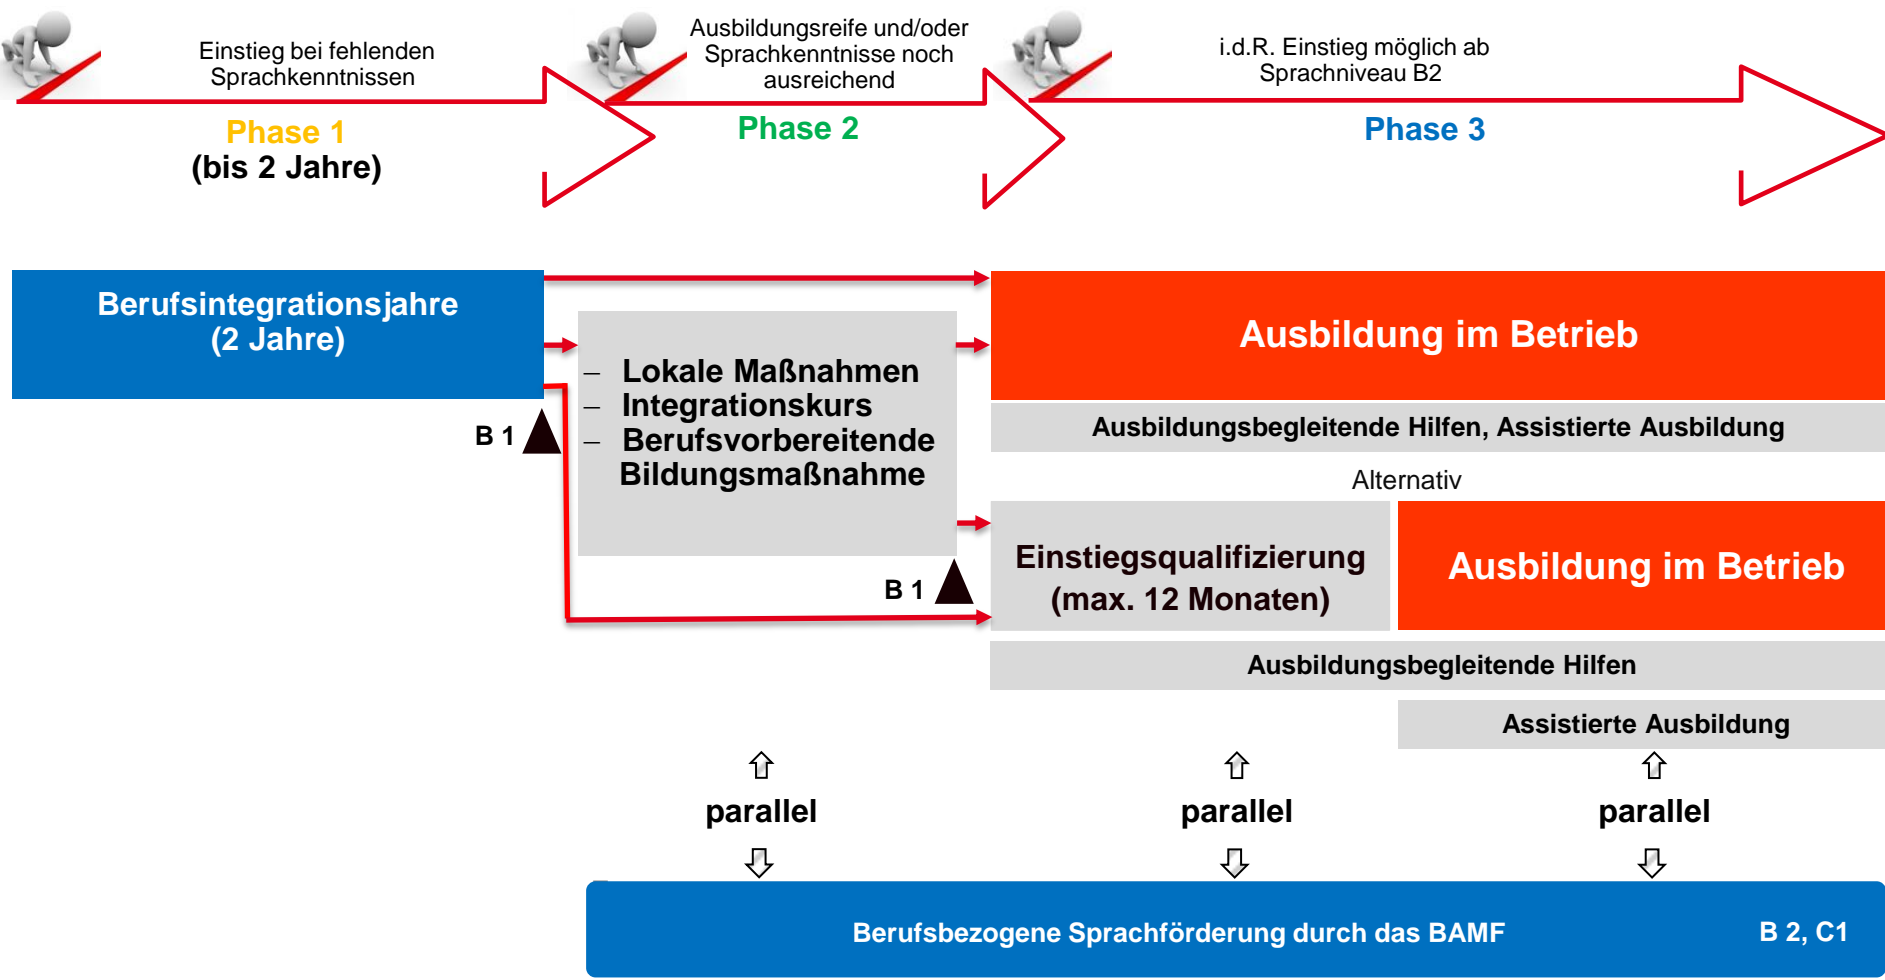 Einstieg bei fehlenden
Sprachkenntnissen
Ausbildungsreife und/oder
Sprachkenntnisse noch
ausreichend
i.d.R. Einstieg möglich ab
Sprachniveau B2
Phase 1
(bis 2 Jahre)
Phase 2
Phase 3
Berufsintegrationsjahre
(2 Jahre)
B 1
– Lokale Maßnahmen
– Integrationskurs
– Berufsvorbereitende
Bildungsmaßnahme
B 1
Ausbildung im Betrieb
Ausbildungsbegleitende Hilfen, Assistierte Ausbildung
Alternativ
Einstiegsqualifizierung
(max. 12 Monaten)
Ausbildung im Betrieb
Ausbildungsbegleitende Hilfen
Assistierte Ausbildung
parallel
parallel
parallel
Berufsbezogene Sprachförderung durch das BAMF
B 2, C1